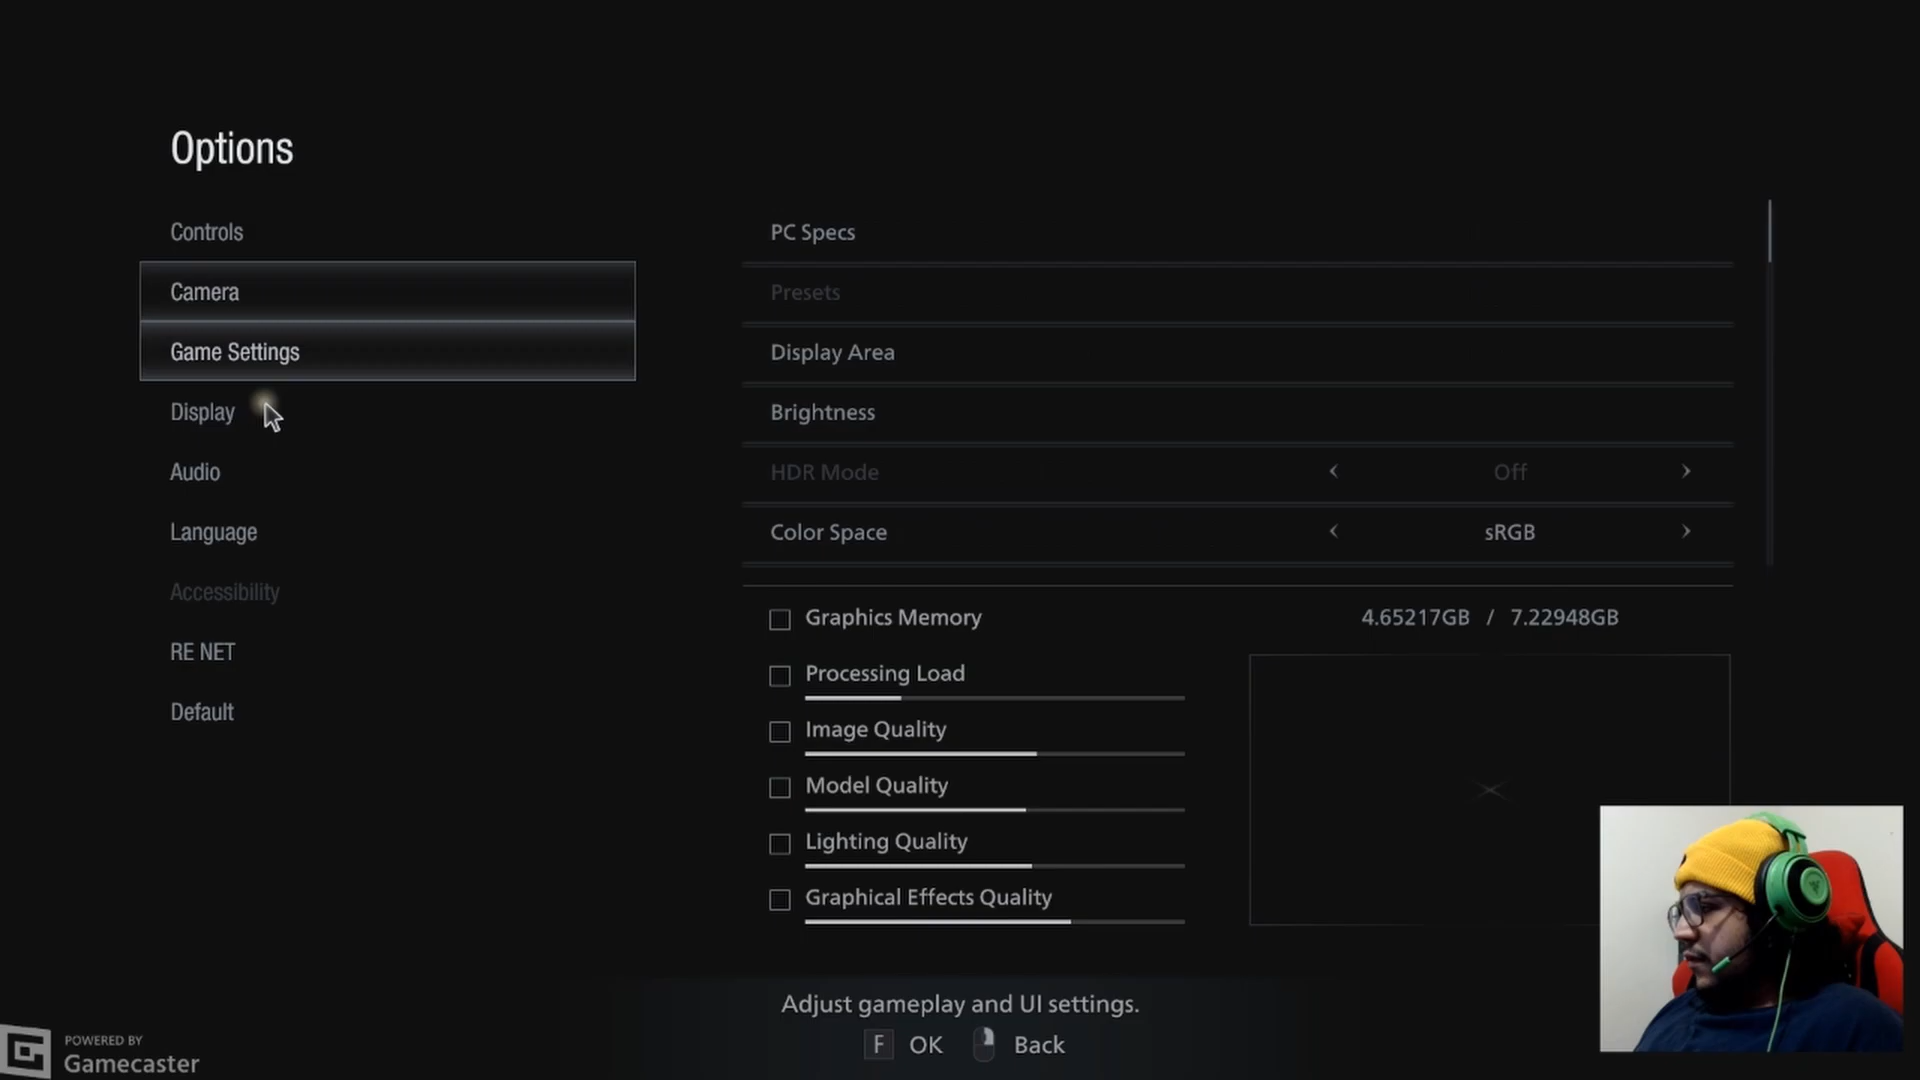 Options
Controls
Camera
Game Settings
Display
Audio
Language
Accessibility
RE NET
Default
PC Specs
Presets
Display Area
Brightness
HDR Mode Off
Color Space sRGB
Graphics Memory 4.65217GB / 7.22948GB
Processing Load
Image Quality
Model Quality
Lighting Quality
Graphical Effects Quality
Adjust gameplay and UI settings.
F OK Back
POWERED BY
Gamecaster